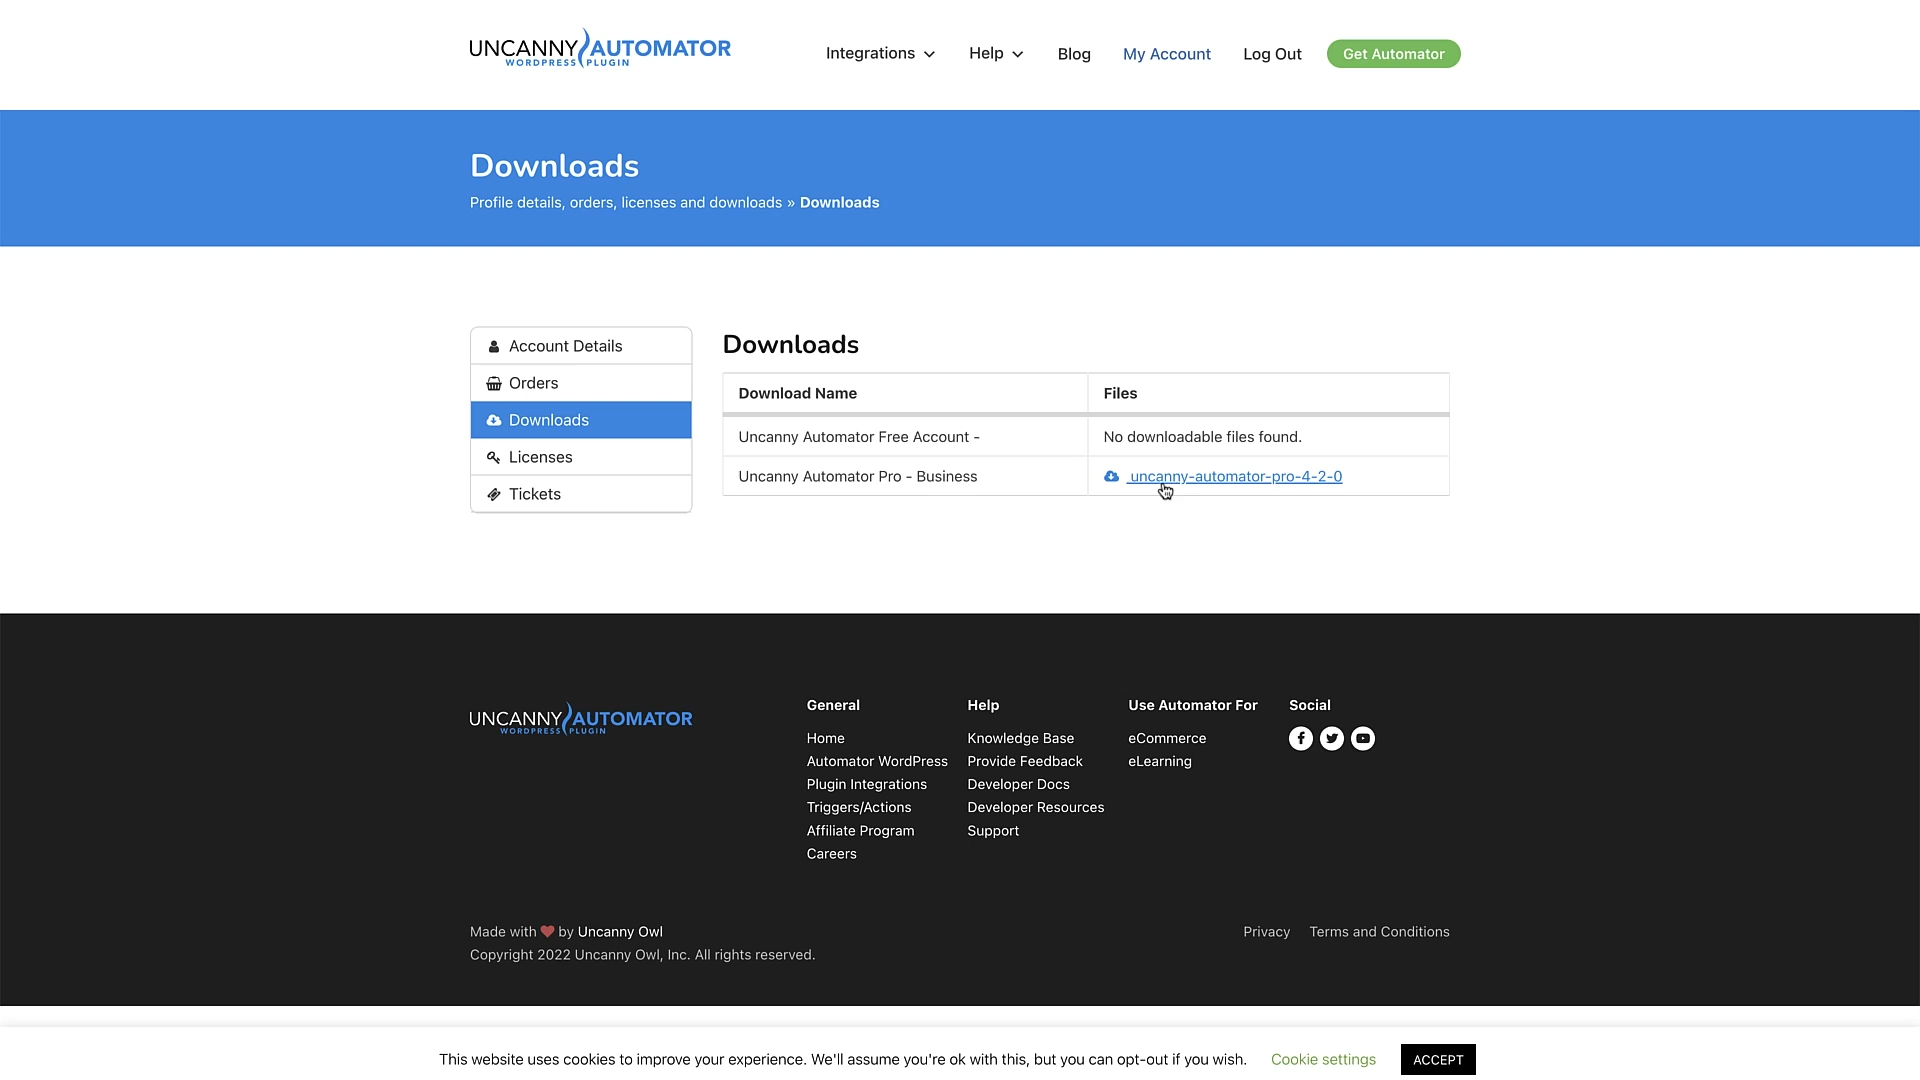 UNCANNY AUTOMATOR
WORDPRESS PLUGIN
Integrations
Help
Blog
My Account
Log Out
Get Automator
Downloads
Profile details, orders, licenses and downloads » Downloads
Account Details
Orders
Downloads
Licenses
Tickets
Downloads
Download Name
Files
Uncanny Automator Free Account -
No downloadable files found.
Uncanny Automator Pro - Business
uncanny-automator-pro-4-2-0
UNCANNY AUTOMATOR
WORDPRESS PLUGIN
General
Home
Automator WordPress
Plugin Integrations
Triggers/Actions
Affiliate Program
Careers
Help
Knowledge Base
Provide Feedback
Developer Docs
Developer Resources
Support
Use Automator For
eCommerce
eLearning
Social
Made with ❤ by Uncanny Owl
Copyright 2022 Uncanny Owl, Inc. All rights reserved.
Privacy
Terms and Conditions
This website uses cookies to improve your experience. We'll assume you're ok with this, but you can opt-out if you wish.
Cookie settings
ACCEPT